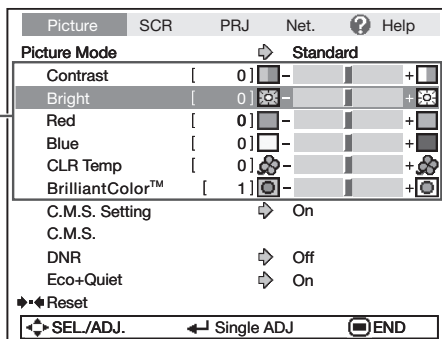 Picture SCR PRJ Net. ? Help
Picture Mode Standard
Contrast [ 0 ] - +
Bright [ 0 ] - +
Red [ 0 ] - +
Blue [ 0 ] - +
CLR Temp [ 0 ] - +
BrilliantColor™ [ 1 ] - +
C.M.S. Setting On
C.M.S.
DNR Off
Eco+Quiet On
Reset
SEL./ADJ. Single ADJ END